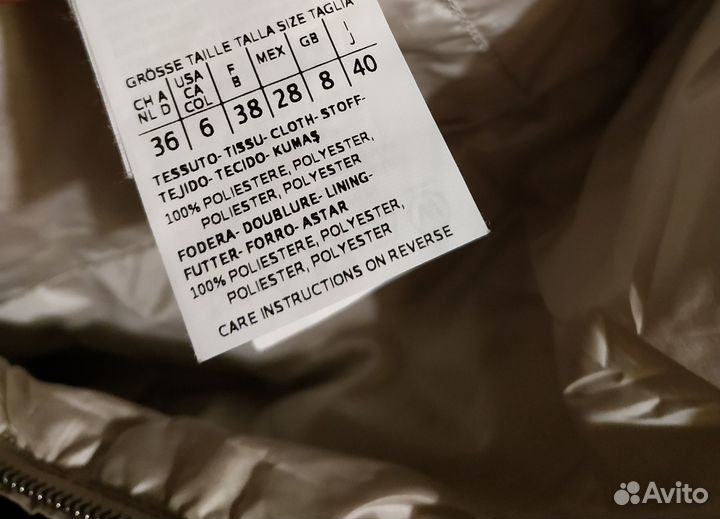 GRÖSSE TAILLE TALLA SIZE TAGLIA
CH A NL D USA CA COL F B MEX GB J
36 6 38 28 8 40
TESSUTO- TISSU- CLOTH- STOFF-
TEJIDO- TECIDO- KUMAŞ
100% POLIESTERE, POLYESTER,
POLIESTER, POLYESTER
FODERA- DOUBLURE- LINING-
FUTTER- FORRO- ASTAR
100% POLIESTERE, POLYESTER,
POLIESTER, POLYESTER
CARE INSTRUCTIONS ON REVERSE
Avito